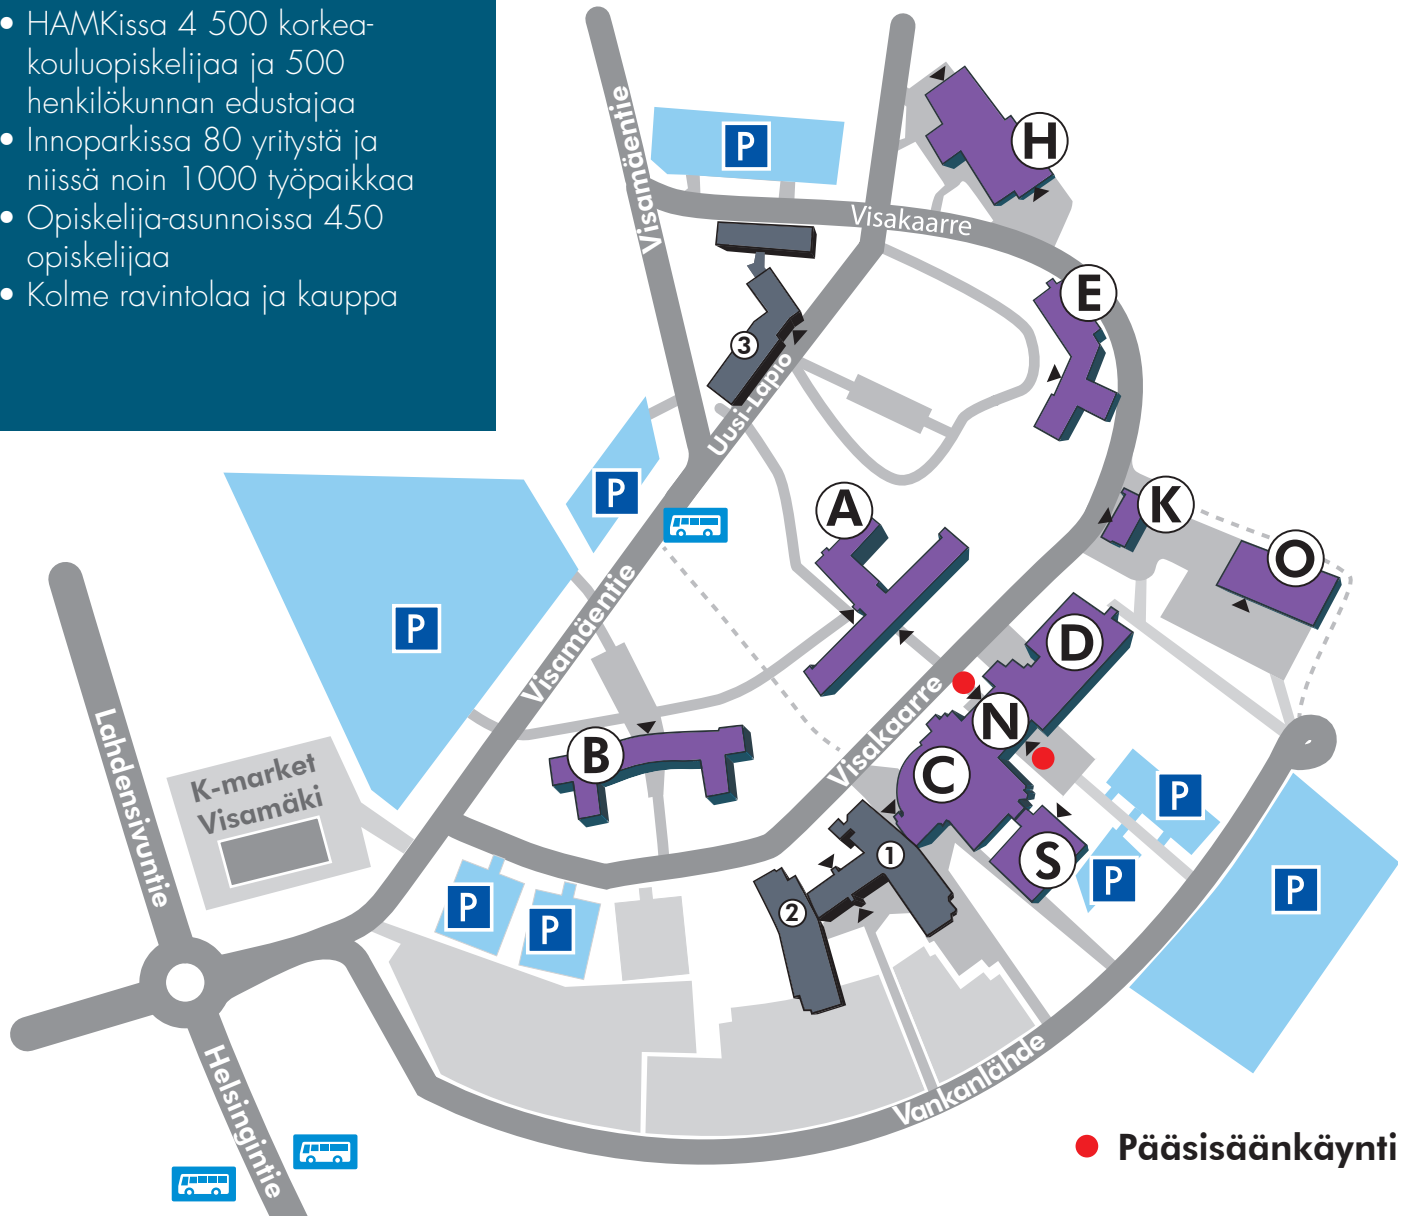 • HAMKissa 4 500 korkea-
kouluopiskelijaa ja 500
henkilökunnan edustajaa
• Innoparkissa 80 yritystä ja
niissä noin 1000 työpaikkaa
• Opiskelija-asunnoissa 450
opiskelijaa
• Kolme ravintolaa ja kauppa
Visamäentie
P
H
Visakaarre
E
3
Uusi-Lapio
P
A
K
O
P
Visamäentie
D
N
Visakaarre
B
C
Lahdensivuntie
K-market
Visamäki
P
1
S
P
P
P
P
2
Helsingintie
Vankanlähde
Pääsisäänkäynti